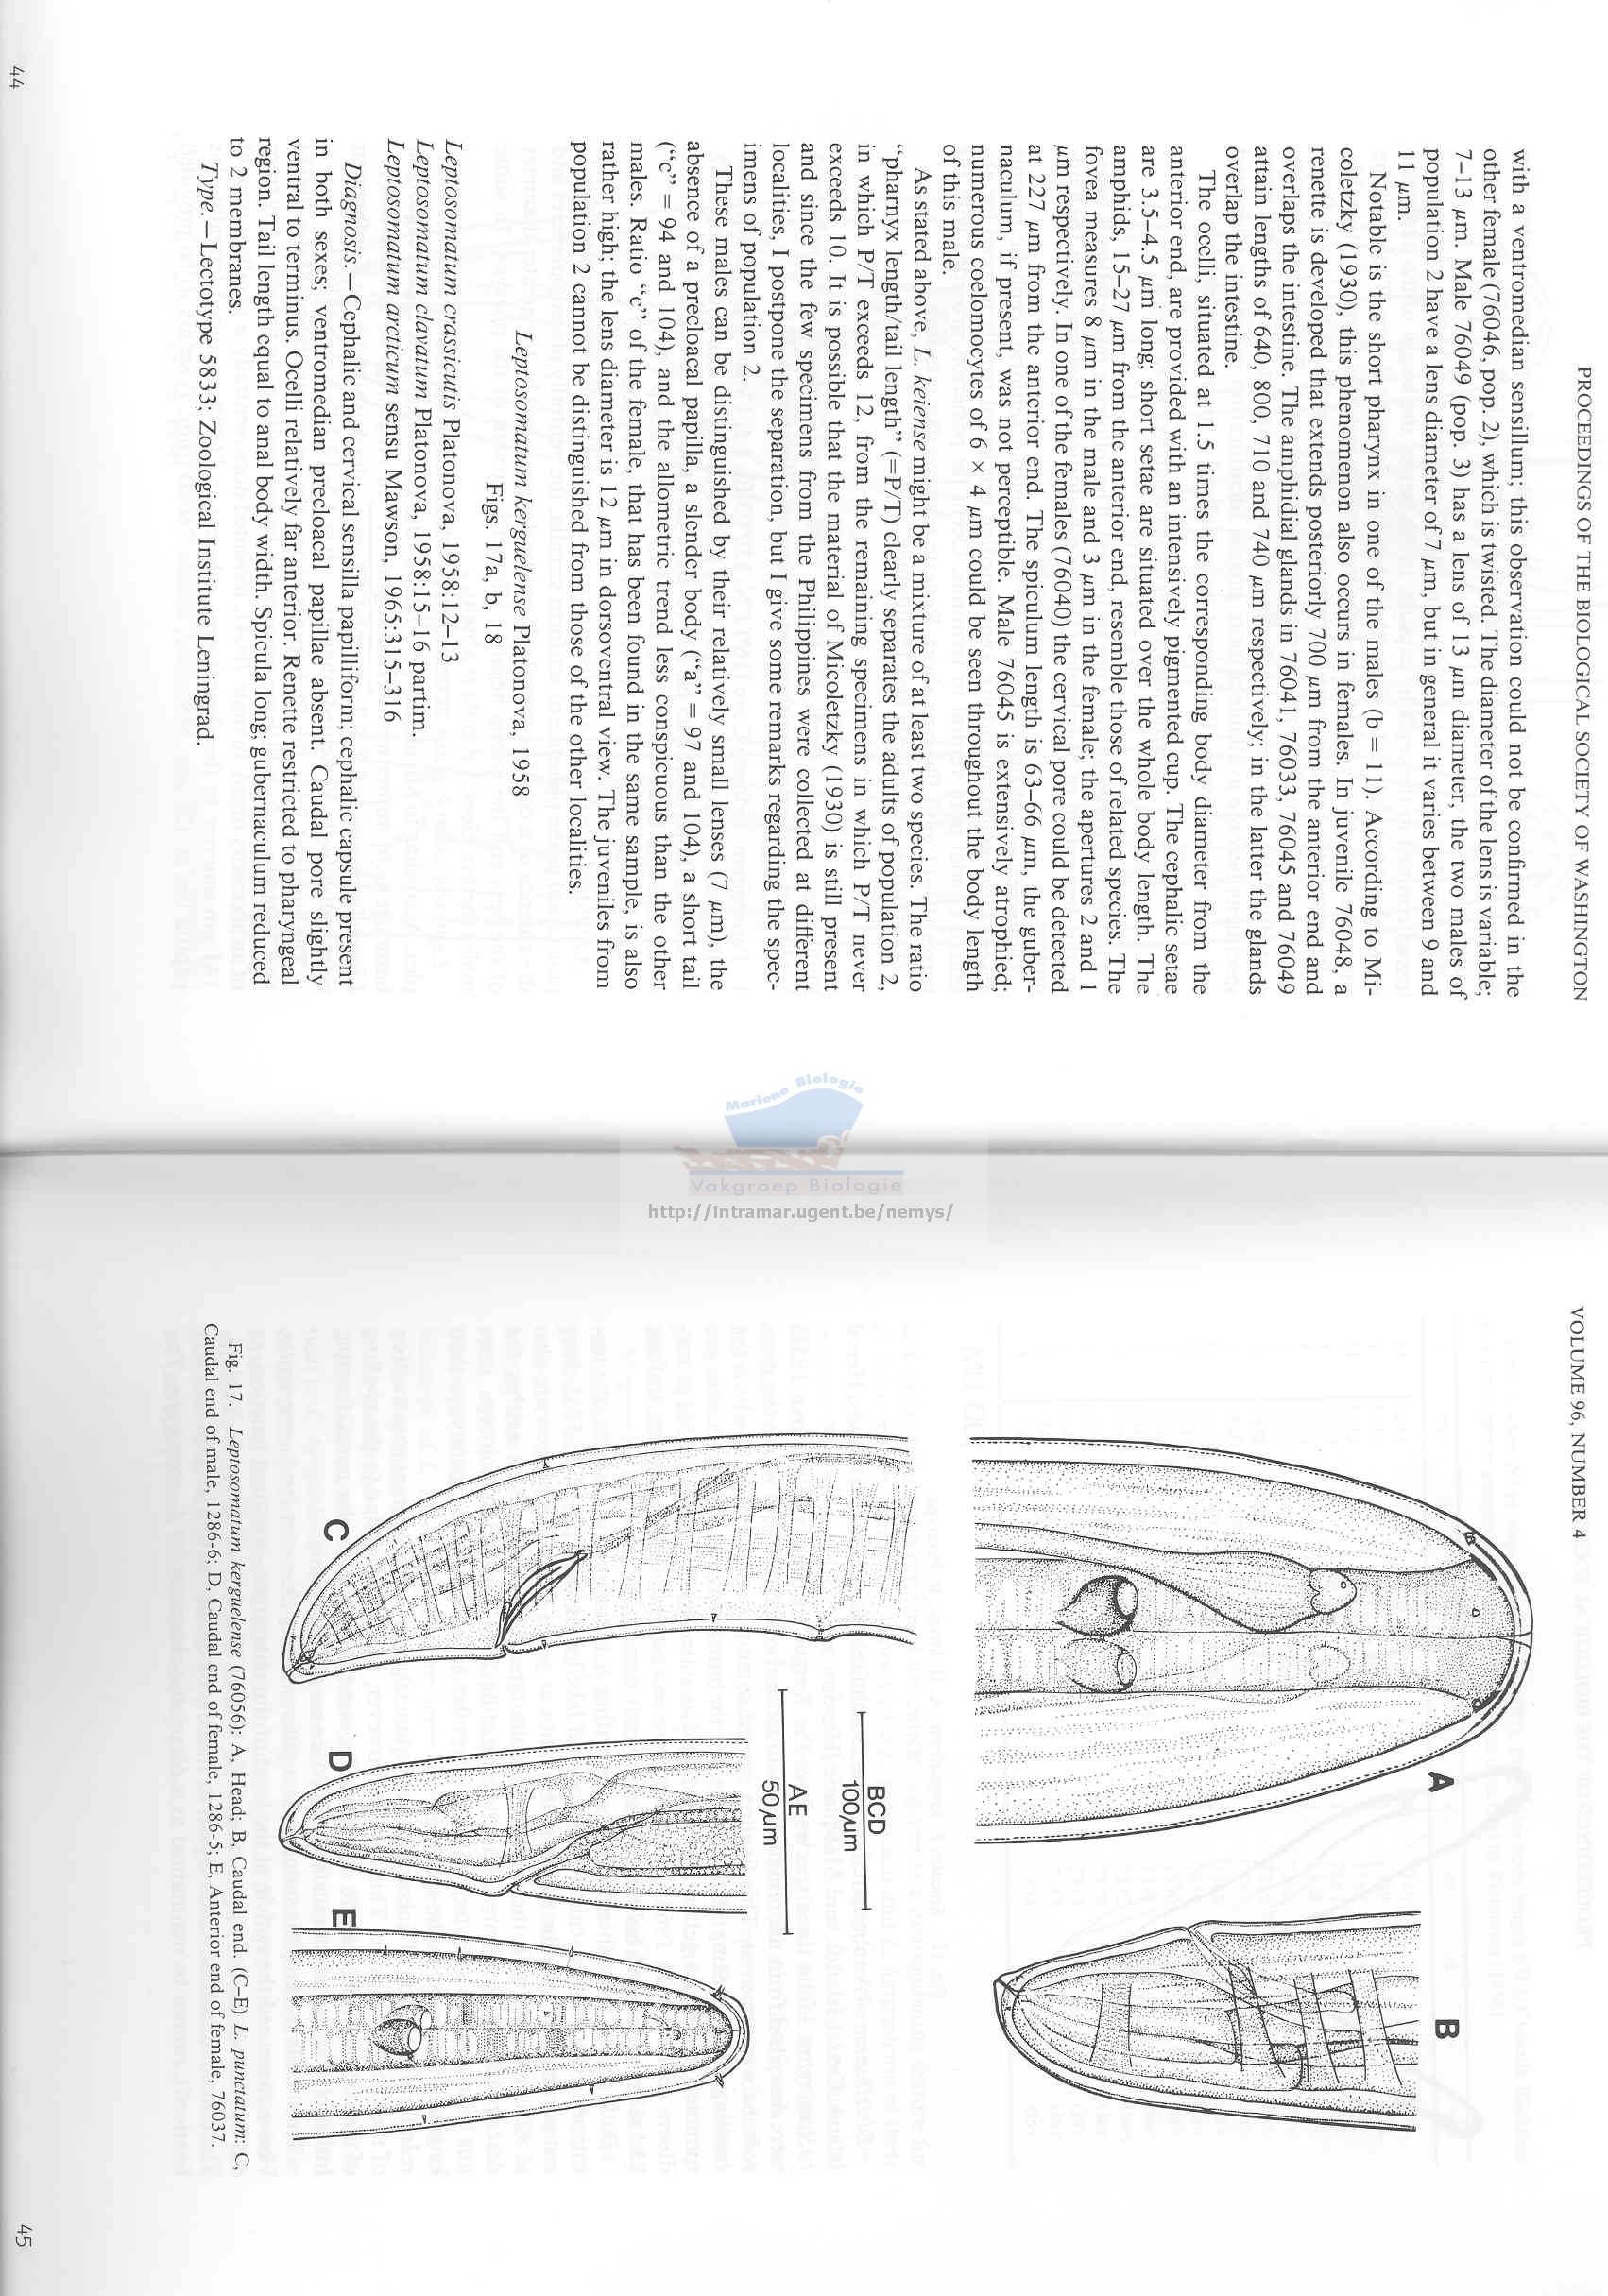 PROCEEDINGS OF THE BIOLOGICAL SOCIETY OF WASHINGTON
with a ventromedian sensillum; this observation could not be confirmed in the
other female (76046, pop. 2), which is twisted. The diameter of the lens is variable;
7–13 μm. Male 76049 (pop. 3) has a lens of 13 μm diameter, the two males of
population 2 have a lens diameter of 7 μm, but in general it varies between 9 and
11 μm.
Notable is the short pharynx in one of the males (b = 11). According to Mi-
coletzky (1930), this phenomenon also occurs in females. In juvenile 76048, a
renette is developed that extends posteriorly 700 μm from the anterior end and
overlaps the intestine. The amphidial glands in 76041, 76033, 76045 and 76049
attain lengths of 640, 800, 710 and 740 μm respectively; in the latter the glands
overlap the intestine.
The ocelli, situated at 1.5 times the corresponding body diameter from the
anterior end, are provided with an intensively pigmented cup. The cephalic setae
are 3.5–4.5 μm long; short setae are situated over the whole body length. The
amphids, 15–27 μm from the anterior end, resemble those of related species. The
fovea measures 8 μm in the male and 3 μm in the female; the apertures 2 and 1
μm respectively. In one of the females (76040) the cervical pore could be detected
at 227 μm from the anterior end. The spiculum length is 63–66 μm, the guber-
naculum, if present, was not perceptible. Male 76045 is extensively atrophied;
numerous coelomocytes of 6 × 4 μm could be seen throughout the body length
of this male.
As stated above, L. keiense might be a mixture of at least two species. The ratio
"pharnyx length/tail length" (=P/T) clearly separates the adults of population 2,
in which P/T exceeds 12, from the remaining specimens in which P/T never
exceeds 10. It is possible that the material of Micoletzky (1930) is still present
and since the few specimens from the Philippines were collected at different
localities, I postpone the separation, but I give some remarks regarding the spec-
imens of population 2.
These males can be distinguished by their relatively small lenses (7 μm), the
absence of a precloacal papilla, a slender body ("a" = 97 and 104), a short tail
("c" = 94 and 104), and the allometric trend less conspicuous than the other
males. Ratio "c" of the female, that has been found in the same sample, is also
rather high; the lens diameter is 12 μm in dorsoventral view. The juveniles from
population 2 cannot be distinguished from those of the other localities.
Leptosomatum kerguelense Platonova, 1958
Figs. 17a, b, 18
Leptosomatum crassicutis Platonova, 1958:12–13
Leptosomatum clavatum Platonova, 1958:15–16 partim.
Leptosomatum arcticum sensu Mawson, 1965:315–316
Diagnosis.—Cephalic and cervical sensilla papilliform; cephalic capsule present
in both sexes; ventromedian precloacal papillae absent. Caudal pore slightly
ventral to terminus. Ocelli relatively far anterior. Renette restricted to pharyngeal
region. Tail length equal to anal body width. Spicula long; gubernaculum reduced
to 2 membranes.
Type.—Lectotype 5833; Zoological Institute Leningrad.
44
Mariene Biologie
Vakgroep Biologie
http://intramar.ugent.be/nemys/
VOLUME 96, NUMBER 4
A
B
BCD
100μm
AE
50μm
C
D
E
Fig. 17. Leptosomatum kerguelense (76056): A, Head; B, Caudal end. (C–E) L. punctatum: C,
Caudal end of male, 1286-6; D, Caudal end of female, 1286-5; E, Anterior end of female, 76037.
45